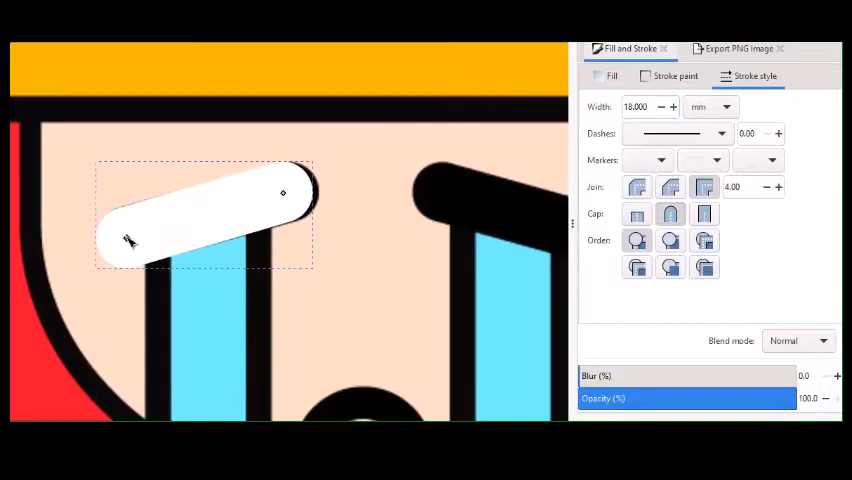 Fill and Stroke Export PNG Image
Fill Stroke paint Stroke style
Width: 18.000 mm
Dashes: 0.00
Markers:
Join: 4.00
Cap:
Order:
Blend mode: Normal
Blur (%) 0.0
Opacity (%) 100.0